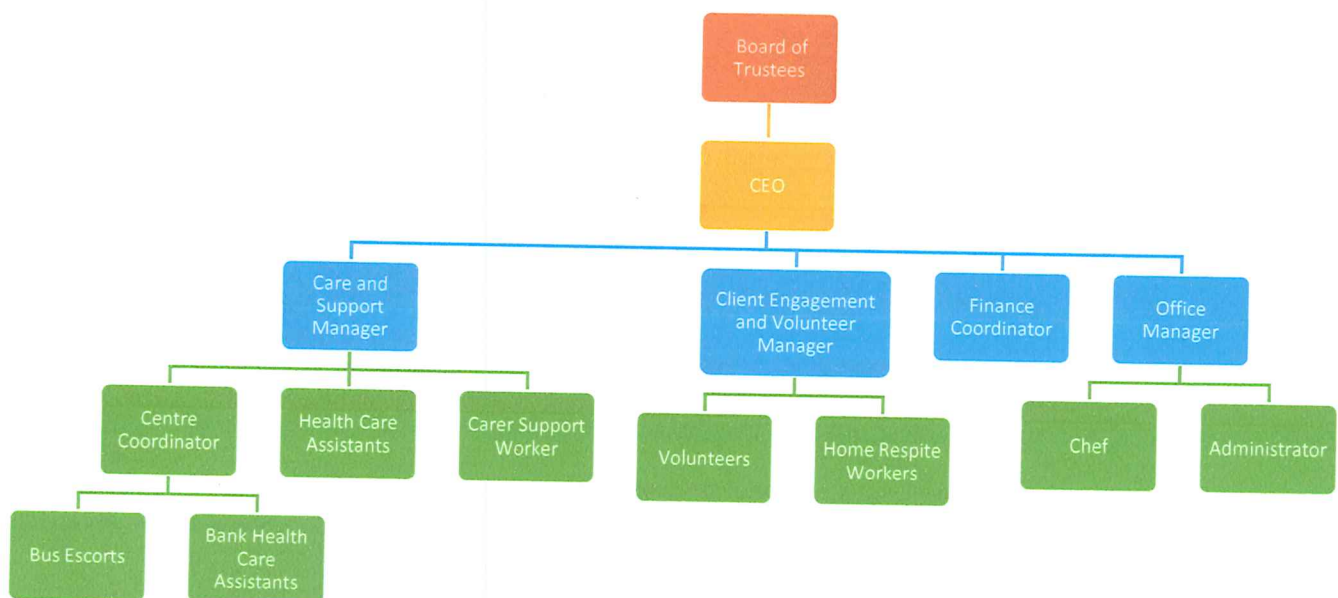 Board of
Trustees
CEO
Care and
Support
Manager
Client Engagement
and Volunteer
Manager
Finance
Coordinator
Office
Manager
Centre
Coordinator
Health Care
Assistants
Carer Support
Worker
Volunteers
Home Respite
Workers
Chef
Administrator
Bus Escorts
Bank Health
Care
Assistants